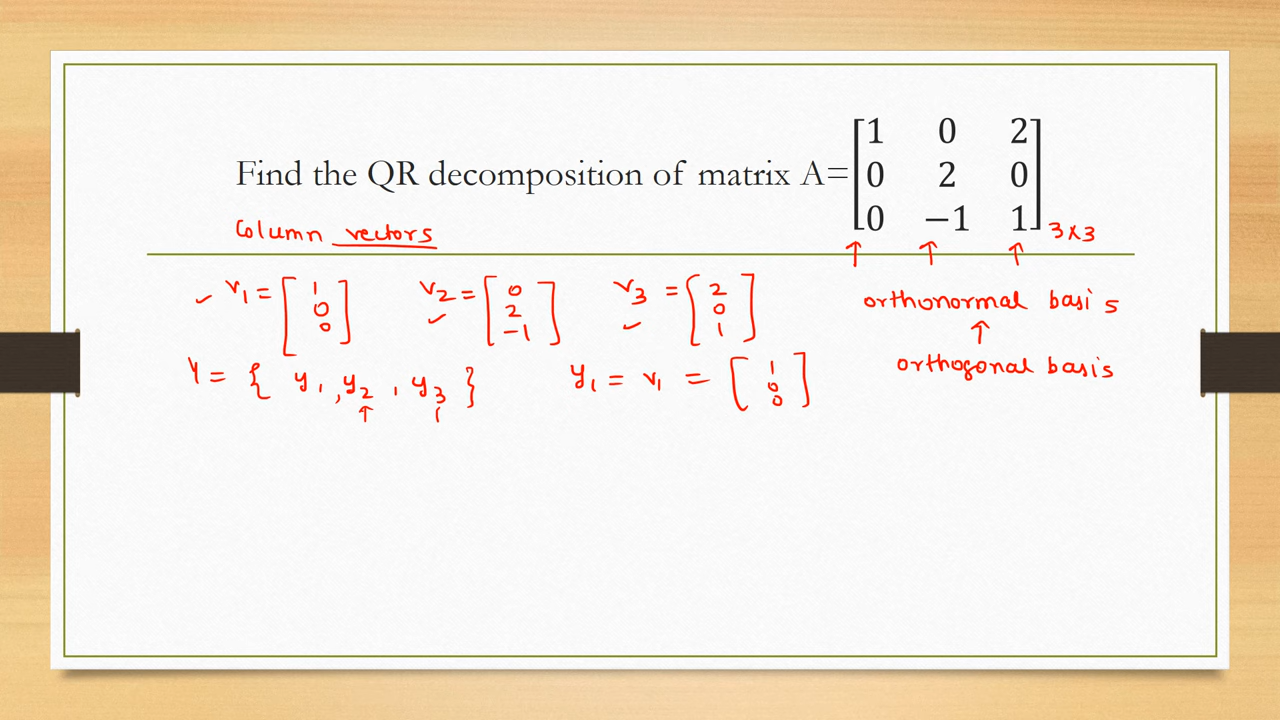 Find the QR decomposition of matrix A= [1 0 2
0 2 0
0 −1 1] 3×3
Column vectors
v1 = [1 0 0] v2 = [0 2 -1] v3 = [2 0 1]
orthonormal basis
orthogonal basis
Y = { y1, y2, y3 } y1 = v1 = [1 0 0]